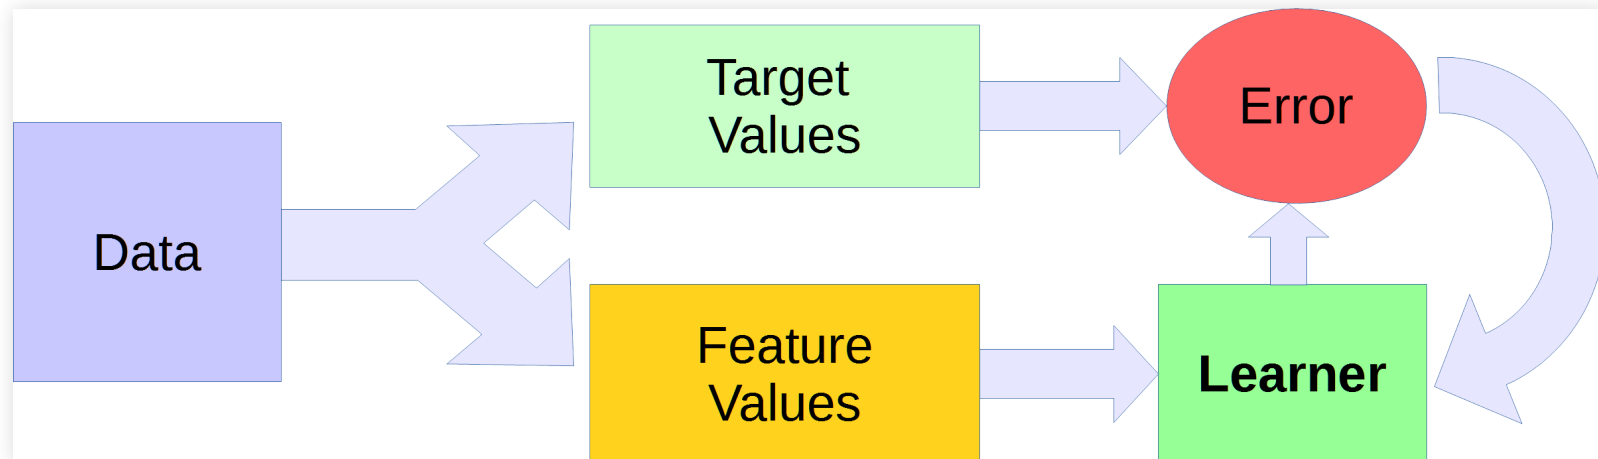 Data
Target
Values
Feature
Values
Error
Learner